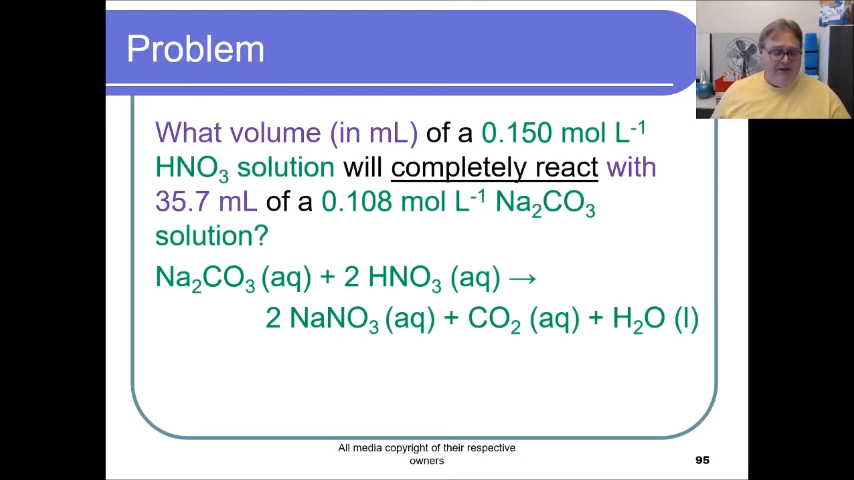 Problem
What volume (in mL) of a 0.150 mol L⁻¹
HNO₃ solution will completely react with
35.7 mL of a 0.108 mol L⁻¹ Na₂CO₃
solution?
Na₂CO₃ (aq) + 2 HNO₃ (aq) →
2 NaNO₃ (aq) + CO₂ (aq) + H₂O (l)
All media copyright of their respective
owners
95